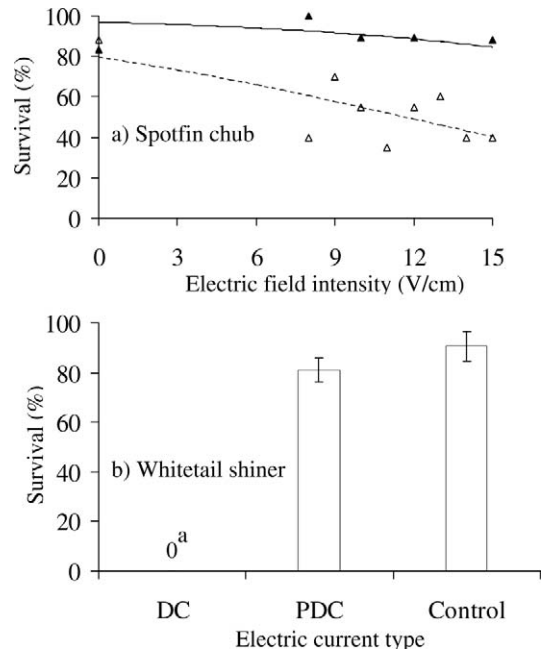 100
80
60
40
20
0
Survival (%)
a) Spotfin chub
0 3 6 9 12 15
Electric field intensity (V/cm)
100
80
60
40
20
0
Survival (%)
b) Whitetail shiner
0a
DC PDC Control
Electric current type